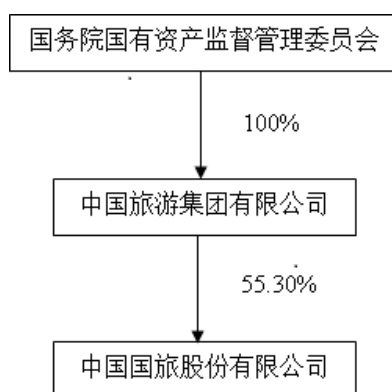 国务院国有资产监督管理委员会
100%
中国旅游集团有限公司
55.30%
中国国旅股份有限公司